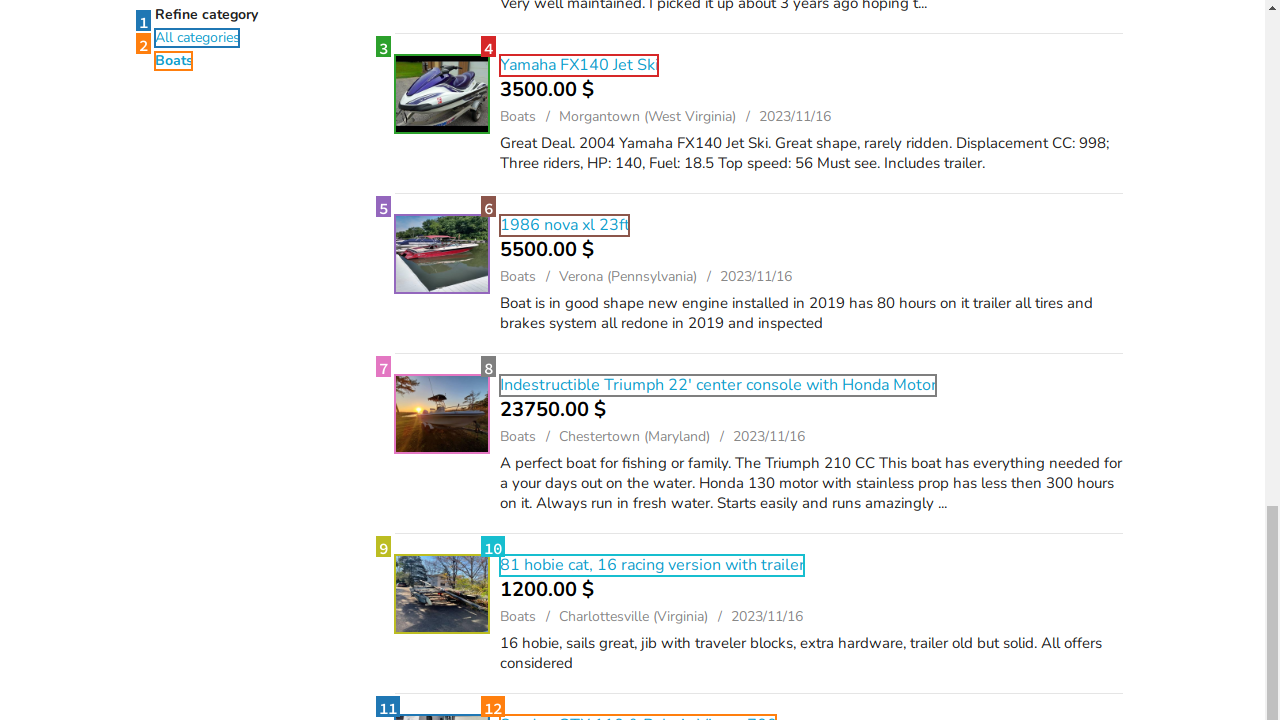 Very well maintained. I picked it up about 3 years ago hoping t...
Refine category
1
All categories
2
Boats
3
4
Yamaha FX140 Jet Ski
3500.00 $
Boats / Morgantown (West Virginia) / 2023/11/16
Great Deal. 2004 Yamaha FX140 Jet Ski. Great shape, rarely ridden. Displacement CC: 998;
Three riders, HP: 140, Fuel: 18.5 Top speed: 56 Must see. Includes trailer.
5
6
1986 nova xl 23ft
5500.00 $
Boats / Verona (Pennsylvania) / 2023/11/16
Boat is in good shape new engine installed in 2019 has 80 hours on it trailer all tires and
brakes system all redone in 2019 and inspected
7
8
Indestructible Triumph 22' center console with Honda Motor
23750.00 $
Boats / Chestertown (Maryland) / 2023/11/16
A perfect boat for fishing or family. The Triumph 210 CC This boat has everything needed for
a your days out on the water. Honda 130 motor with stainless prop has less then 300 hours
on it. Always run in fresh water. Starts easily and runs amazingly ...
9
10
81 hobie cat, 16 racing version with trailer
1200.00 $
Boats / Charlottesville (Virginia) / 2023/11/16
16 hobie, sails great, jib with traveler blocks, extra hardware, trailer old but solid. All offers
considered
11
12